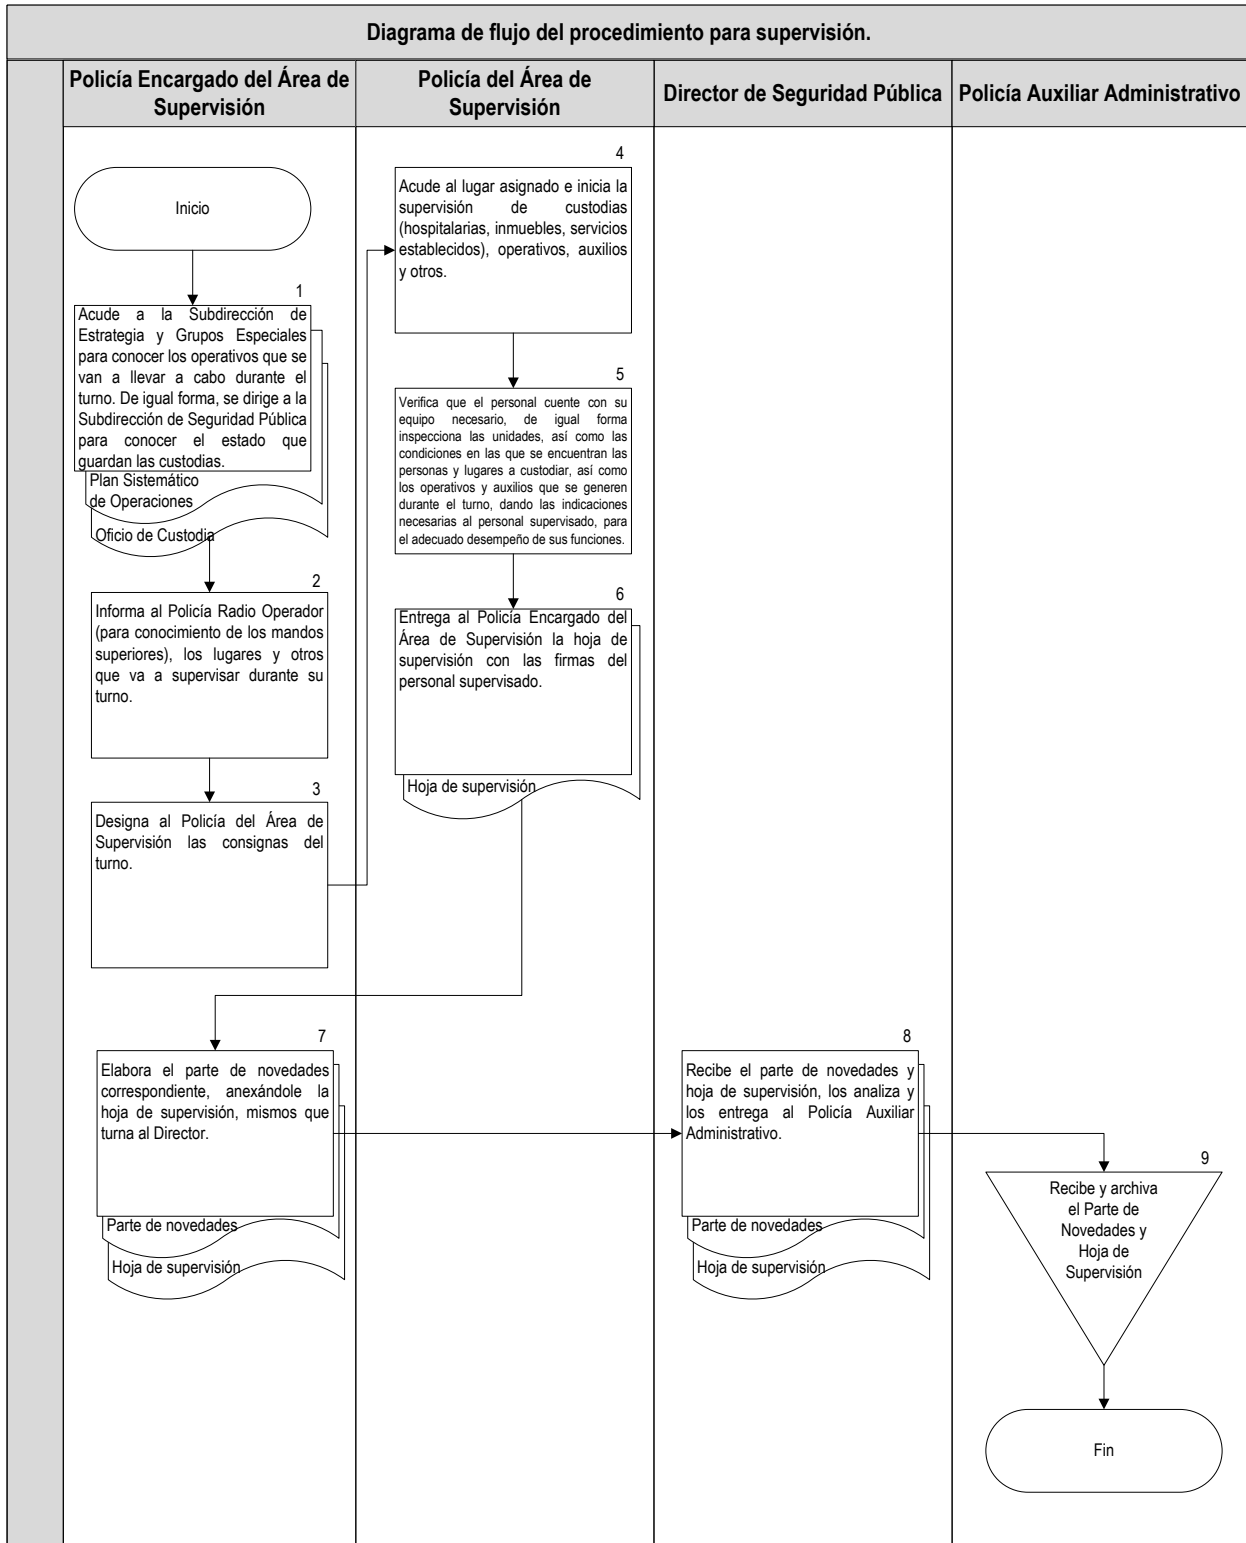 Diagrama de flujo del procedimiento para supervisión.
Policía Encargado del Área de
Supervisión
Policía del Área de
Supervisión
Director de Seguridad Pública
Policía Auxiliar Administrativo
Inicio
1
Acude a la Subdirección de
Estrategia y Grupos Especiales
para conocer los operativos que se
van a llevar a cabo durante el
turno. De igual forma, se dirige a la
Subdirección de Seguridad Pública
para conocer el estado que
guardan las custodias.
Plan Sistemático
de Operaciones
Oficio de Custodia
2
Informa al Policía Radio Operador
(para conocimiento de los mandos
superiores), los lugares y otros
que va a supervisar durante su
turno.
3
Designa al Policía del Área de
Supervisión las consignas del
turno.
4
Acude al lugar asignado e inicia la
supervisión de custodias
(hospitalarias, inmuebles, servicios
establecidos), operativos, auxilios
y otros.
5
Verifica que el personal cuente con su
equipo necesario, de igual forma
inspecciona las unidades, así como las
condiciones en las que se encuentran las
personas y lugares a custodiar, así como
los operativos y auxilios que se generen
durante el turno, dando las indicaciones
necesarias al personal supervisado, para
el adecuado desempeño de sus funciones.
6
Entrega al Policía Encargado del
Área de Supervisión la hoja de
supervisión con las firmas del
personal supervisado.
Hoja de supervisión
7
Elabora el parte de novedades
correspondiente, anexándole la
hoja de supervisión, mismos que
turna al Director.
Parte de novedades
Hoja de supervisión
8
Recibe el parte de novedades y
hoja de supervisión, los analiza y
los entrega al Policía Auxiliar
Administrativo.
Parte de novedades
Hoja de supervisión
9
Recibe y archiva
el Parte de
Novedades y
Hoja de
Supervisión
Fin